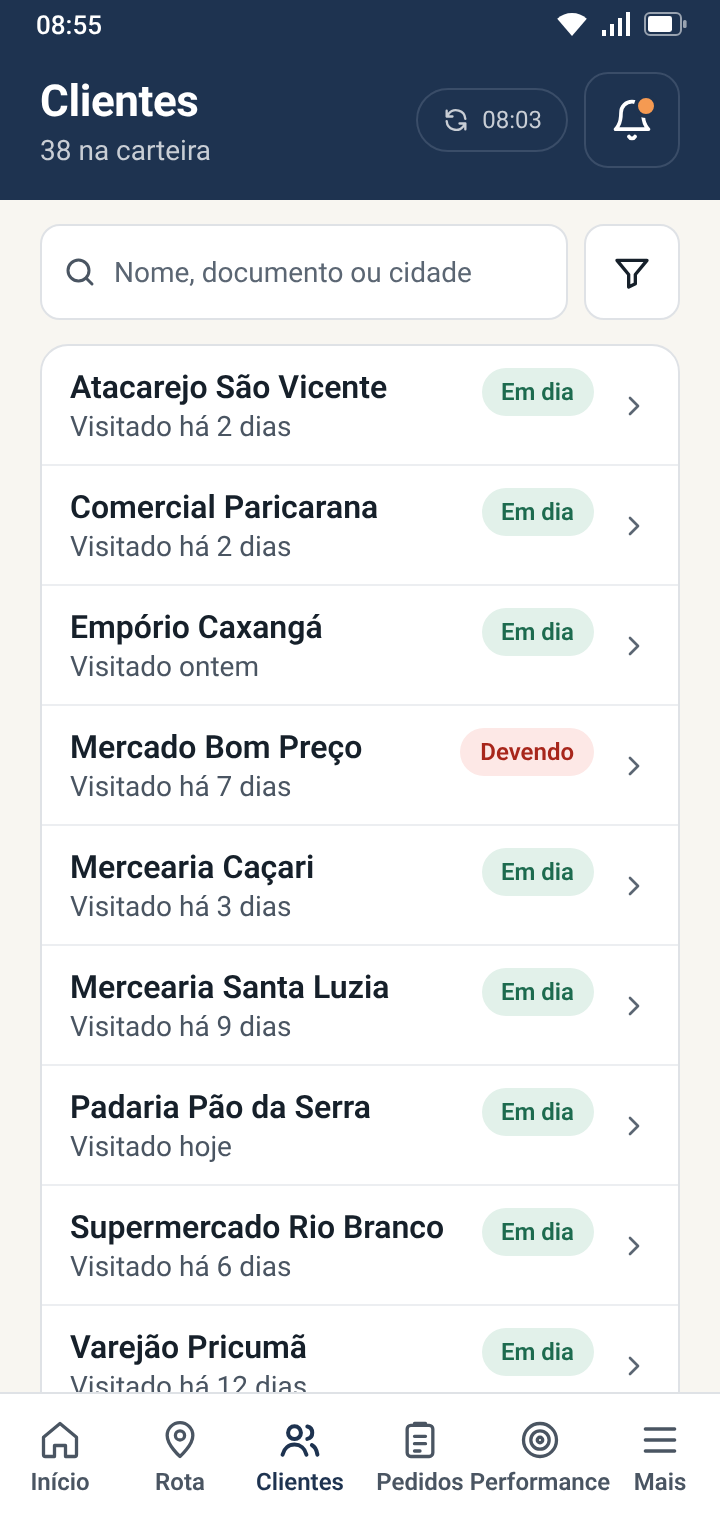 08:55
Clientes
38 na carteira
08:03
Nome, documento ou cidade
Atacarejo São Vicente
Em dia
Visitado há 2 dias
Comercial Paricarana
Em dia
Visitado há 2 dias
Empório Caxangá
Em dia
Visitado ontem
Mercado Bom Preço
Devendo
Visitado há 7 dias
Mercearia Caçari
Em dia
Visitado há 3 dias
Mercearia Santa Luzia
Em dia
Visitado há 9 dias
Padaria Pão da Serra
Em dia
Visitado hoje
Supermercado Rio Branco
Em dia
Visitado há 6 dias
Varejão Pricumã
Em dia
Visitado há 12 dias
Início
Rota
Clientes
Pedidos
Performance
Mais